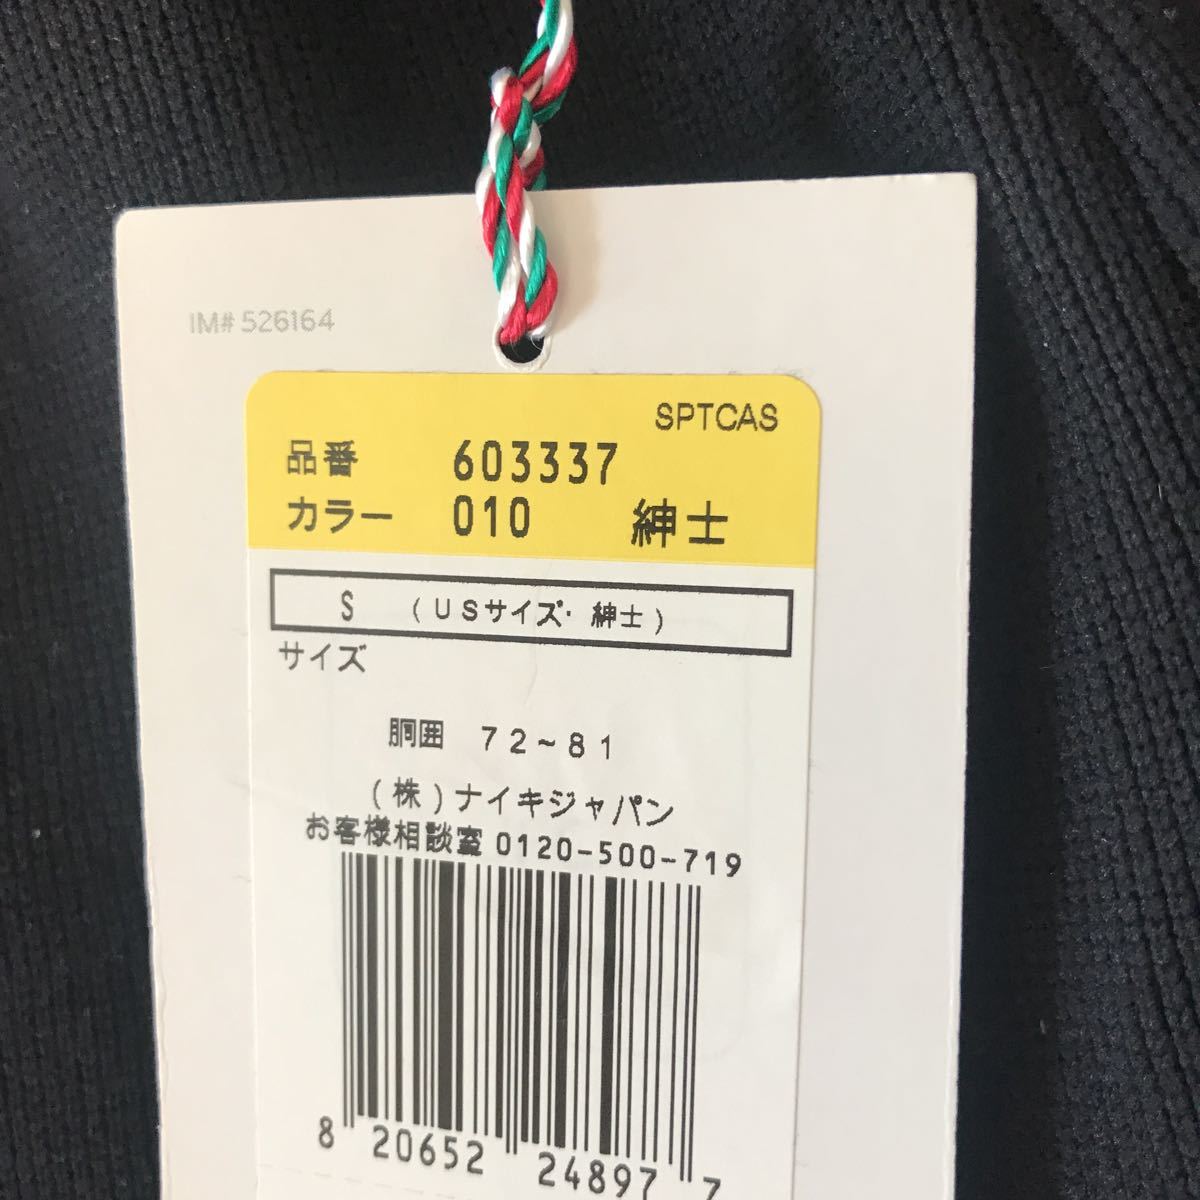 IM# 526164
SPTCAS
品番 603337
カラー 010 紳士
S (USサイズ・紳士)
サイズ
胴囲 72~81
(株)ナイキジャパン
お客様相談室 0120-500-719
8 20652 24897 7